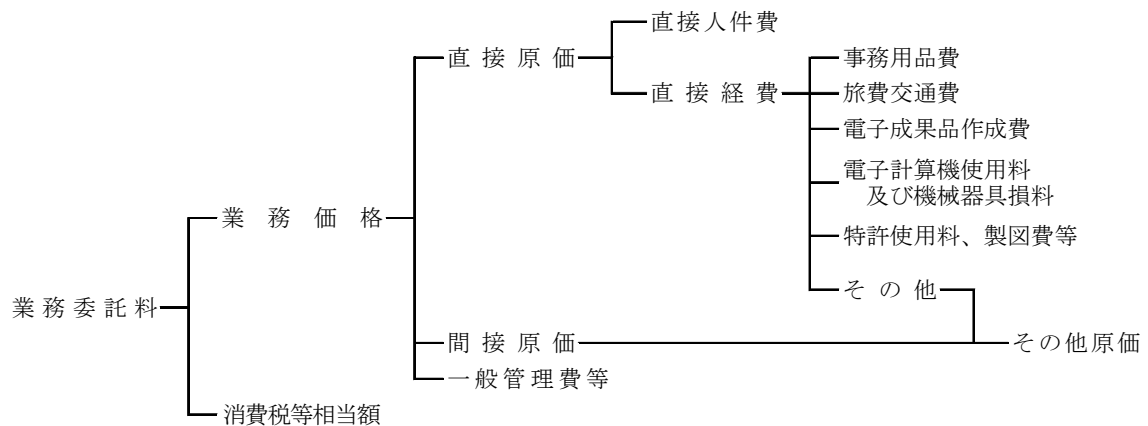 直接人件費
直接原価
事務用品費
直接経費
旅費交通費
電子成果品作成費
電子計算機使用料
及び機械器具損料
業務価格
特許使用料、製図費等
その他
業務委託料
間接原価
その他原価
一般管理費等
消費税等相当額